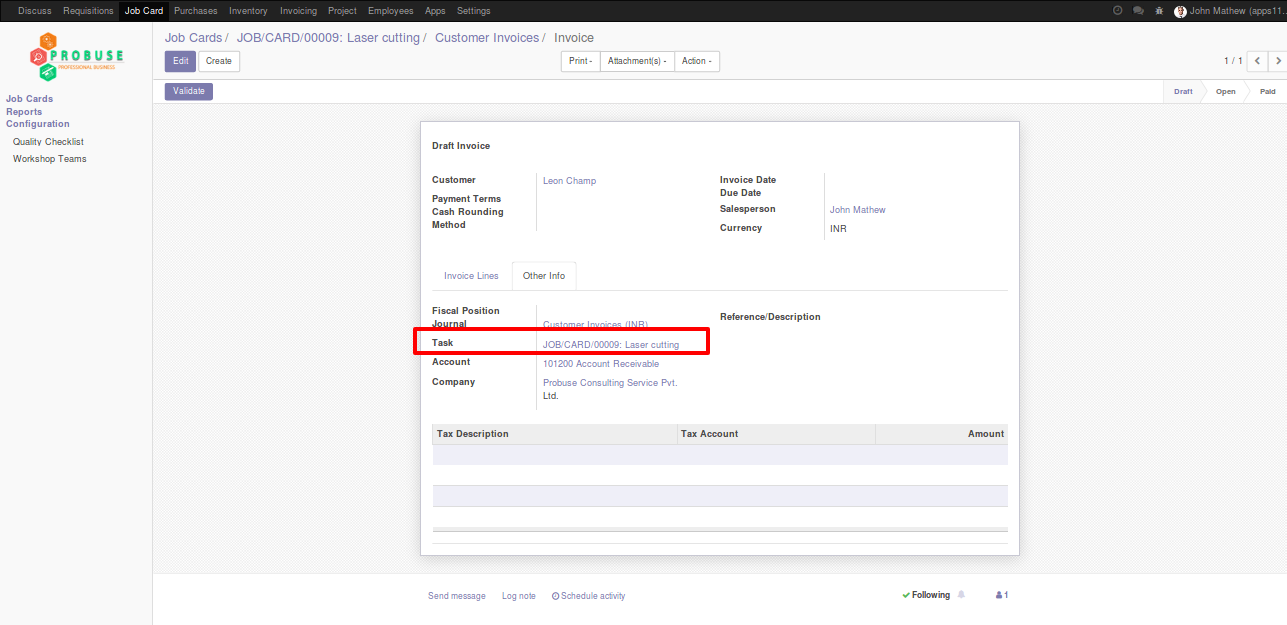 Discuss Requisitions Job Card Purchases Inventory Invoicing Project Employees Apps Settings John Mathew (apps11...
PROBUSE
PROFESSIONAL BUSINESS
Job Cards
Reports
Configuration
Quality Checklist
Workshop Teams
Job Cards / JOB/CARD/00009: Laser cutting / Customer Invoices / Invoice
Edit Create Print Attachment(s) Action 1 / 1
Validate Draft Open Paid
Draft Invoice
Customer Leon Champ
Payment Terms
Cash Rounding
Method
Invoice Date
Due Date
Salesperson John Mathew
Currency INR
Invoice Lines Other Info
Fiscal Position
Journal Customer Invoices (INR)
Task JOB/CARD/00009: Laser cutting
Account 101200 Account Receivable
Company Probuse Consulting Service Pvt.
Ltd.
Reference/Description
Tax Description Tax Account Amount
Send message Log note Schedule activity Following 1